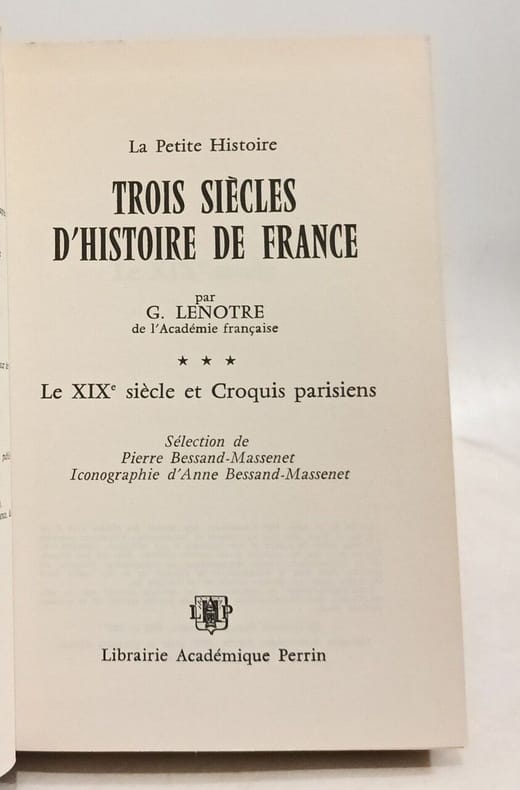 La Petite Histoire
TROIS SIÈCLES
D'HISTOIRE DE FRANCE
par
G. LENOTRE
de l'Académie française
★ ★ ★
Le XIXe siècle et Croquis parisiens
Sélection de
Pierre Bessand-Massenet
Iconographie d'Anne Bessand-Massenet
L A P
Librairie Académique Perrin